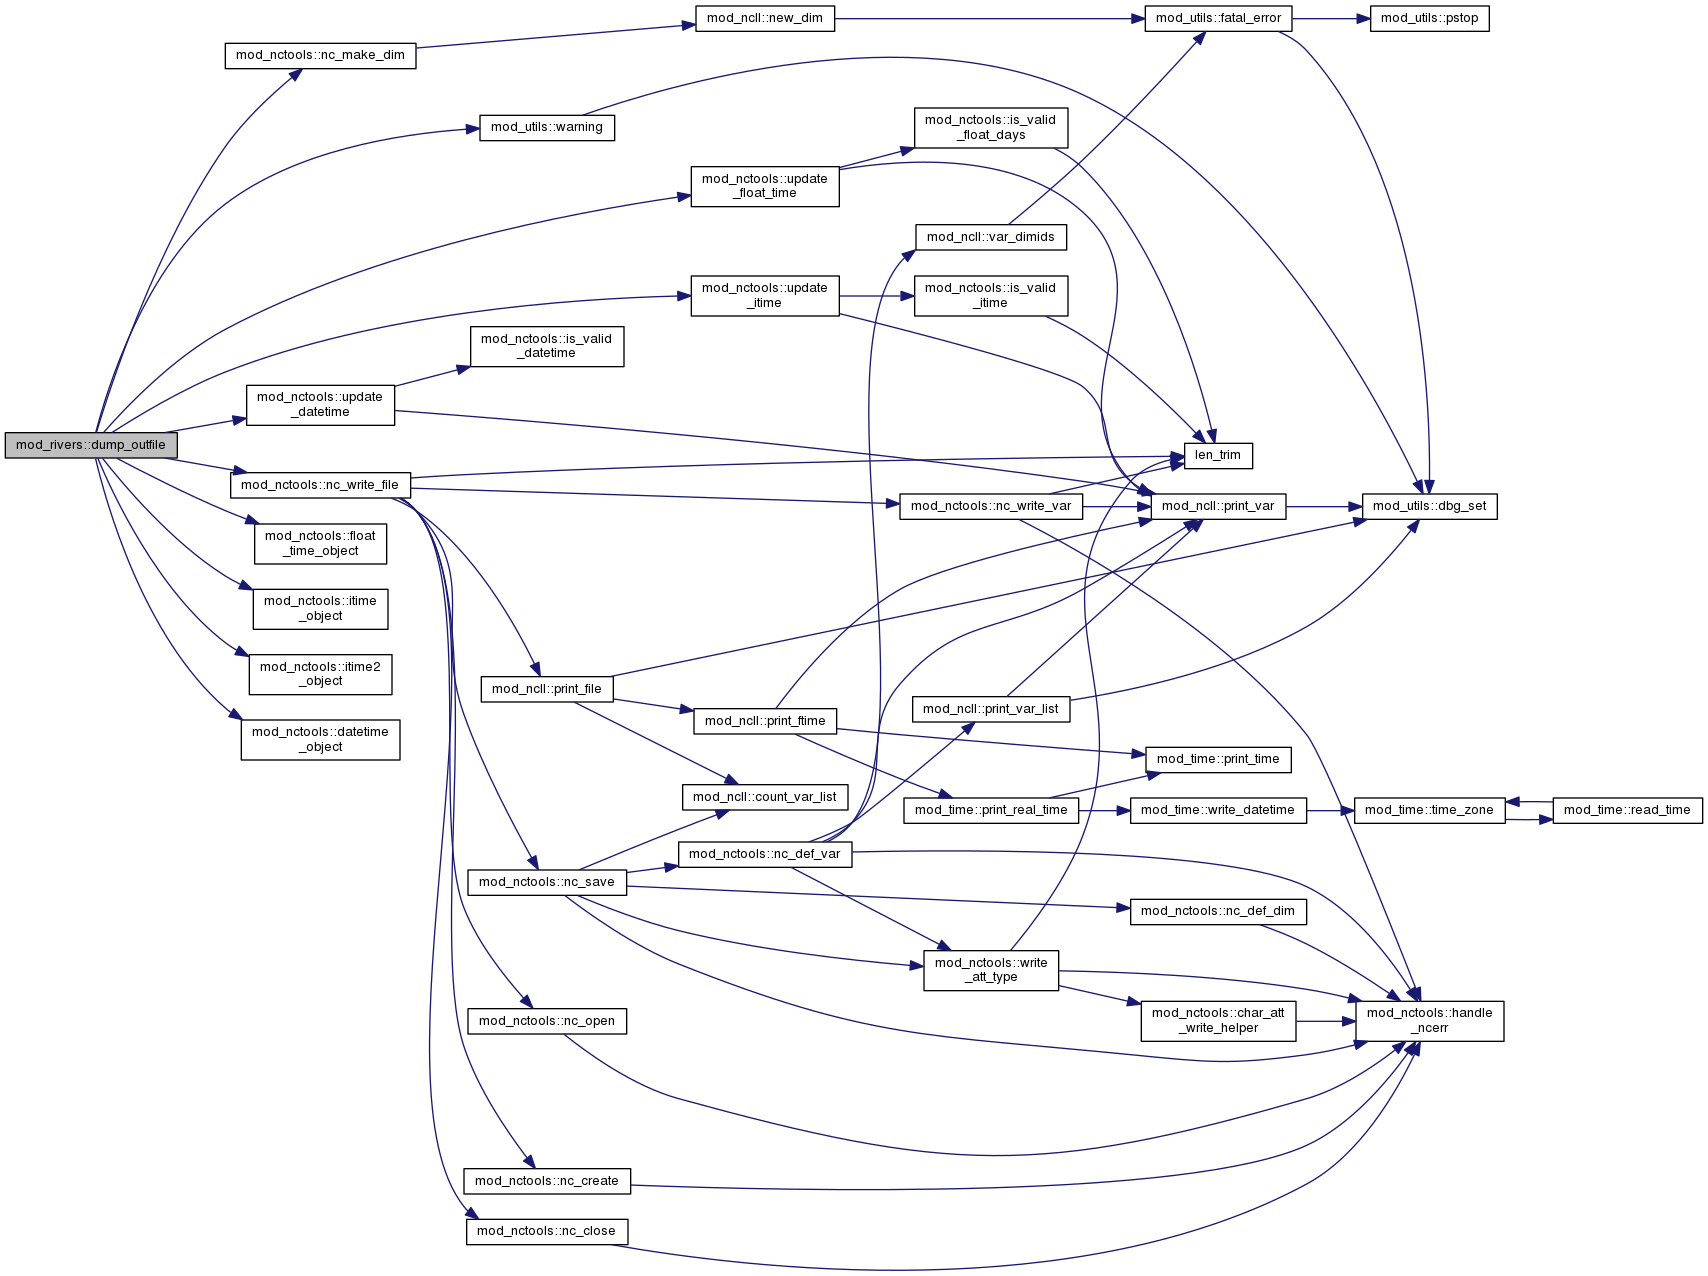 mod_ncll::new_dim
mod_utils::fatal_error
mod_utils::pstop
mod_nctools::nc_make_dim
mod_utils::warning
mod_nctools::is_valid
_float_days
mod_nctools::update
_float_time
mod_ncll::var_dimids
mod_nctools::update
_itime
mod_nctools::is_valid
_itime
mod_nctools::is_valid
_datetime
mod_nctools::update
_datetime
mod_rivers::dump_outfile
len_trim
mod_nctools::nc_write_file
mod_nctools::nc_write_var
mod_ncll::print_var
mod_utils::dbg_set
mod_nctools::float
_time_object
mod_nctools::itime
_object
mod_nctools::itime2
_object
mod_ncll::print_file
mod_ncll::print_var_list
mod_ncll::print_ftime
mod_nctools::datetime
_object
mod_time::print_time
mod_ncll::count_var_list
mod_time::print_real_time
mod_time::write_datetime
mod_time::time_zone
mod_time::read_time
mod_nctools::nc_def_var
mod_nctools::nc_save
mod_nctools::nc_def_dim
mod_nctools::write
_att_type
mod_nctools::nc_open
mod_nctools::char_att
_write_helper
mod_nctools::handle
_ncerr
mod_nctools::nc_create
mod_nctools::nc_close